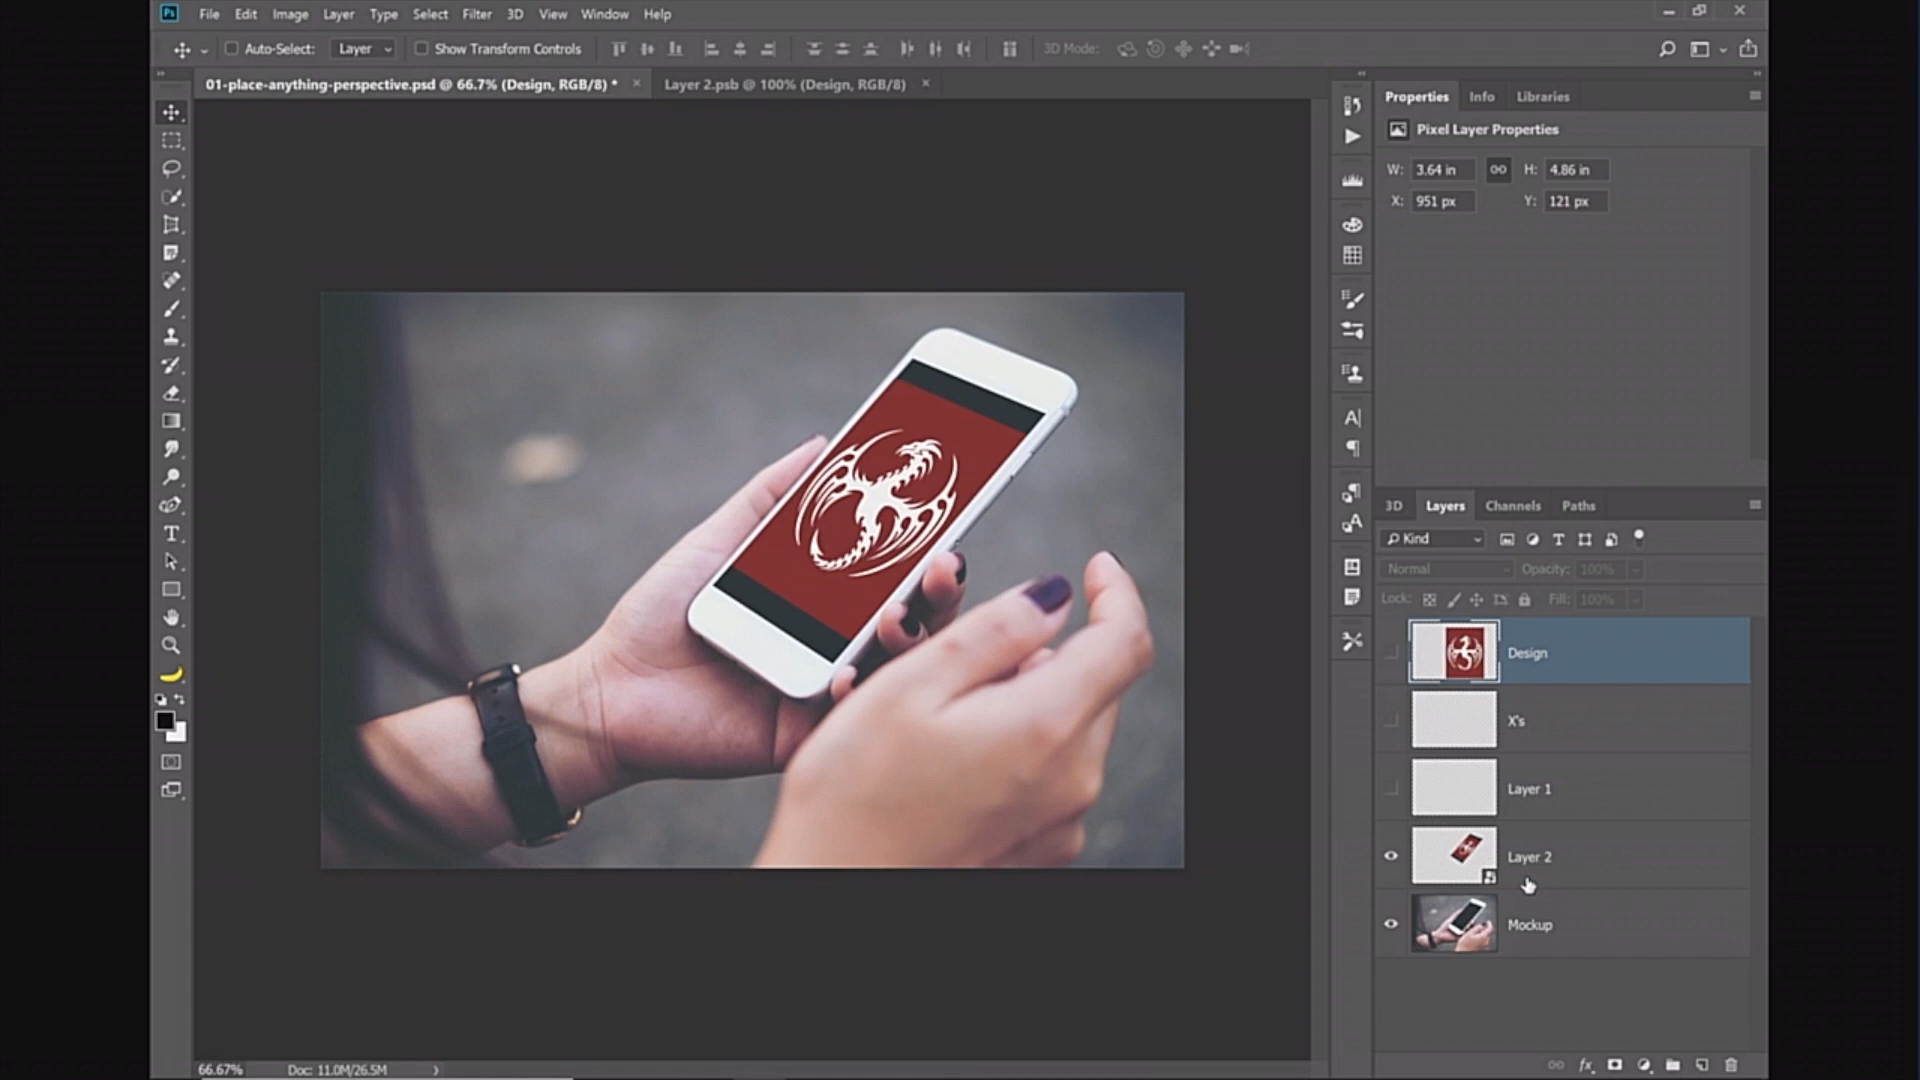 Ps File Edit Image Layer Type Select Filter 3D View Window Help
Auto-Select: Layer Show Transform Controls 3D Mode:
01-place-anything-perspective.psd @ 66.7% (Design, RGB/8) * × Layer 2.psb @ 100% (Design, RGB/8) ×
Properties Info Libraries
Pixel Layer Properties
W: 3.64 in H: 4.86 in
X: 951 px Y: 121 px
3D Layers Channels Paths
Kind
Normal Opacity: 100%
Lock: Fill: 100%
Design
X's
Layer 1
Layer 2
Mockup
66.67% Doc: 11.0M/26.5M